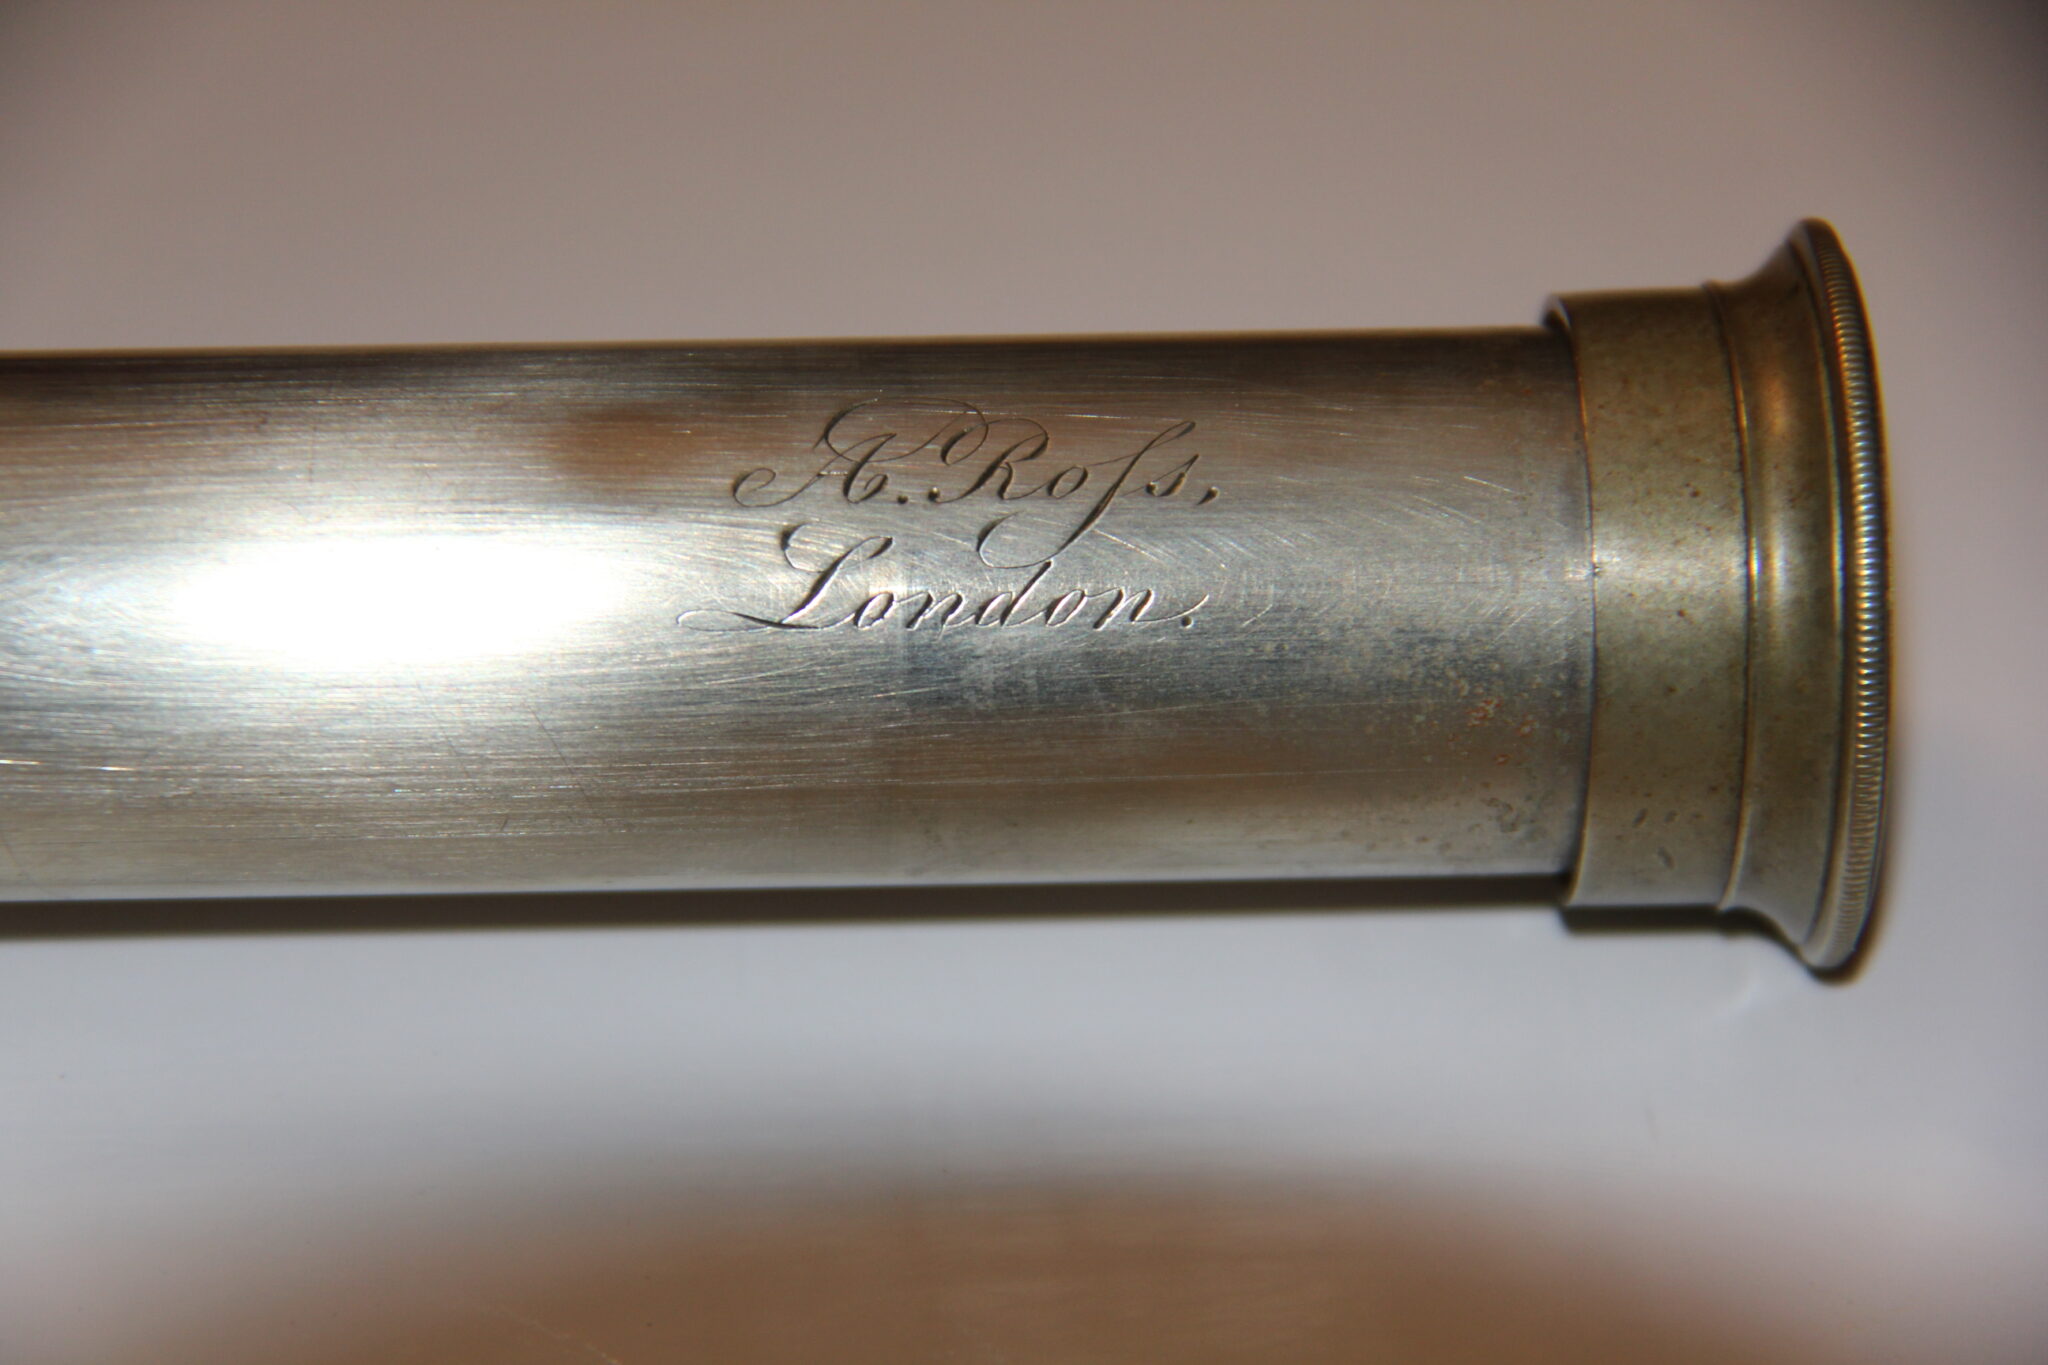 A. Roſs,
London.